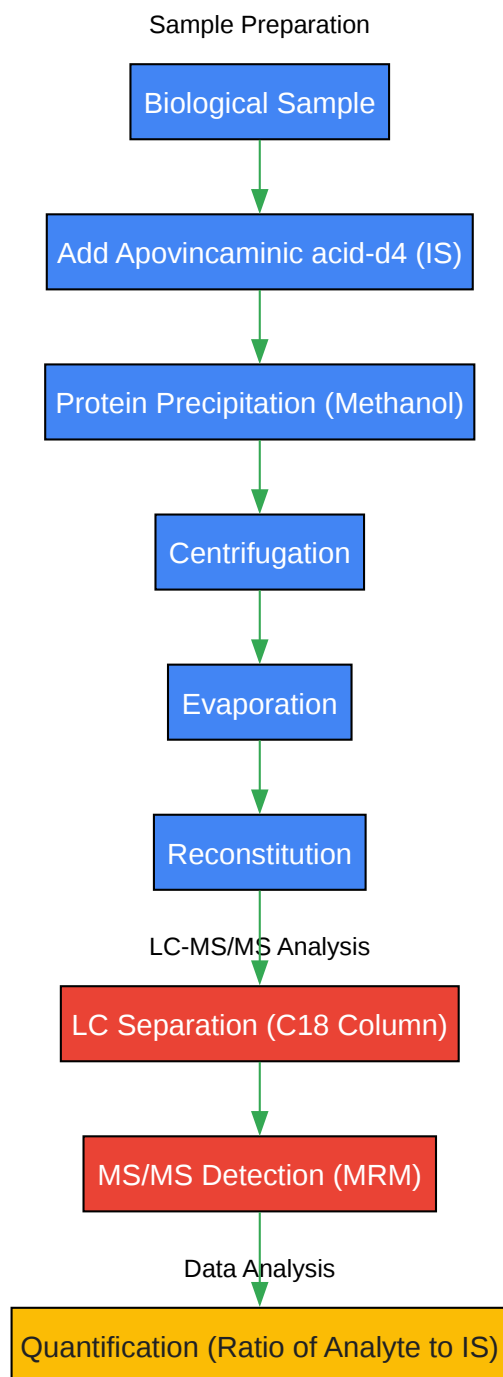 Sample Preparation
Biological Sample
Add Apovincaminic acid-d4 (IS)
Protein Precipitation (Methanol)
Centrifugation
Evaporation
Reconstitution
LC-MS/MS Analysis
LC Separation (C18 Column)
MS/MS Detection (MRM)
Data Analysis
Quantification (Ratio of Analyte to IS)